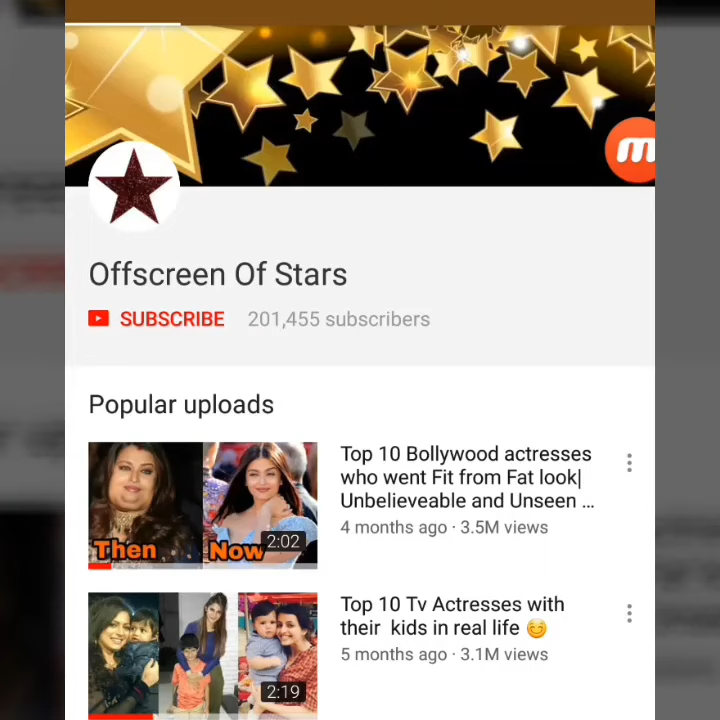 m
Offscreen Of Stars
SUBSCRIBE 201,455 subscribers
Popular uploads
Top 10 Bollywood actresses
who went Fit from Fat look|
Unbelieveable and Unseen ...
4 months ago · 3.5M views
Then
Now
2:02
Top 10 Tv Actresses with
their kids in real life 😊
5 months ago · 3.1M views
2:19